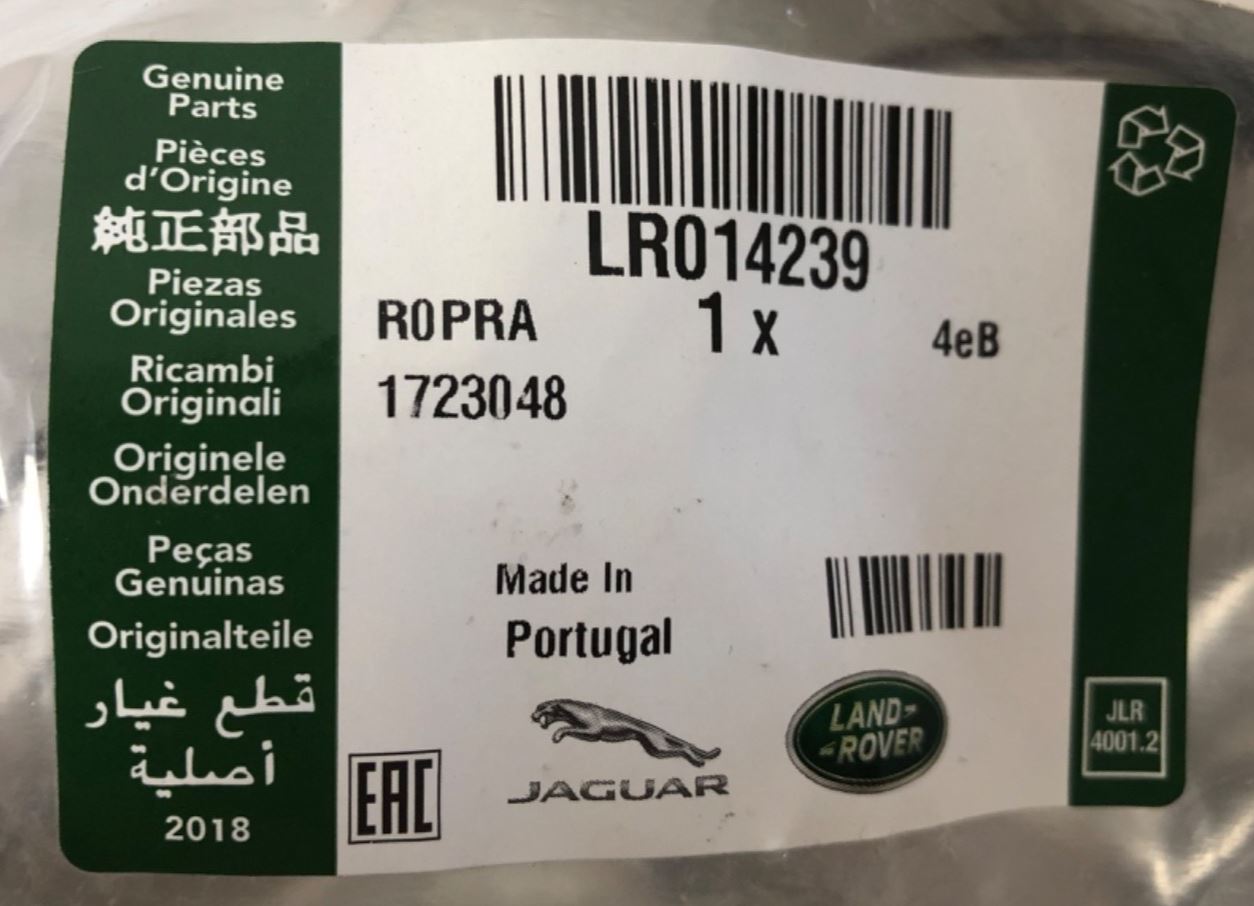 Genuine
Parts
Pièces
d'Origine
純正部品
Piezas
Originales
Ricambi
Originali
Originele
Onderdelen
Peças
Genuinas
Originalteile
قطع غيار
أصلية
2018
LR014239
R0PRA 1 x 4eB
1723048
Made In
Portugal
EAC
JAGUAR
LAND-
-ROVER
JLR
4001.2